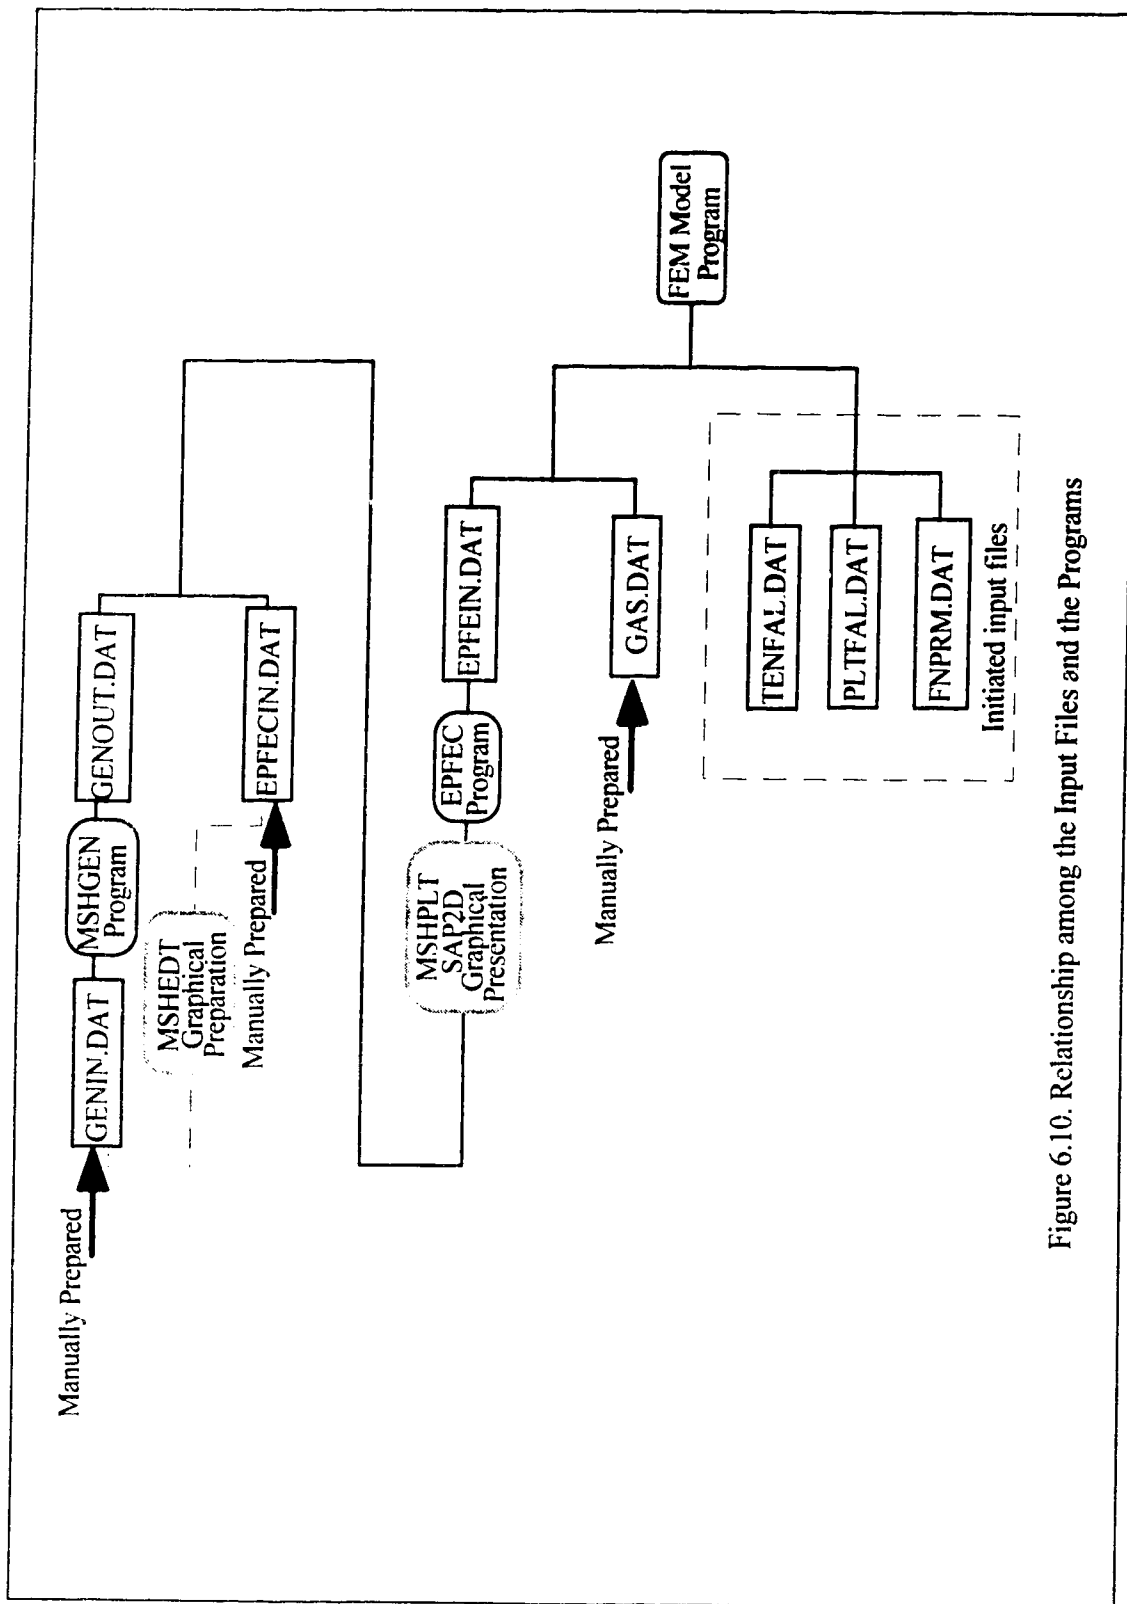 Manually Prepared
GENIN.DAT
MSHGEN
Program
GENOUT.DAT
MSHEDT
Graphical
Preparation
Manually Prepared
EPFECIN.DAT
MSHPLT
SAP2D
Graphical
Presentation
EPFEC
Program
EPFEIN.DAT
Manually Prepared
GAS.DAT
FEM Model
Program
TENFAL.DAT
PLTFAL.DAT
FNPRM.DAT
Initiated input files
Figure 6.10. Relationship among the Input Files and the Programs